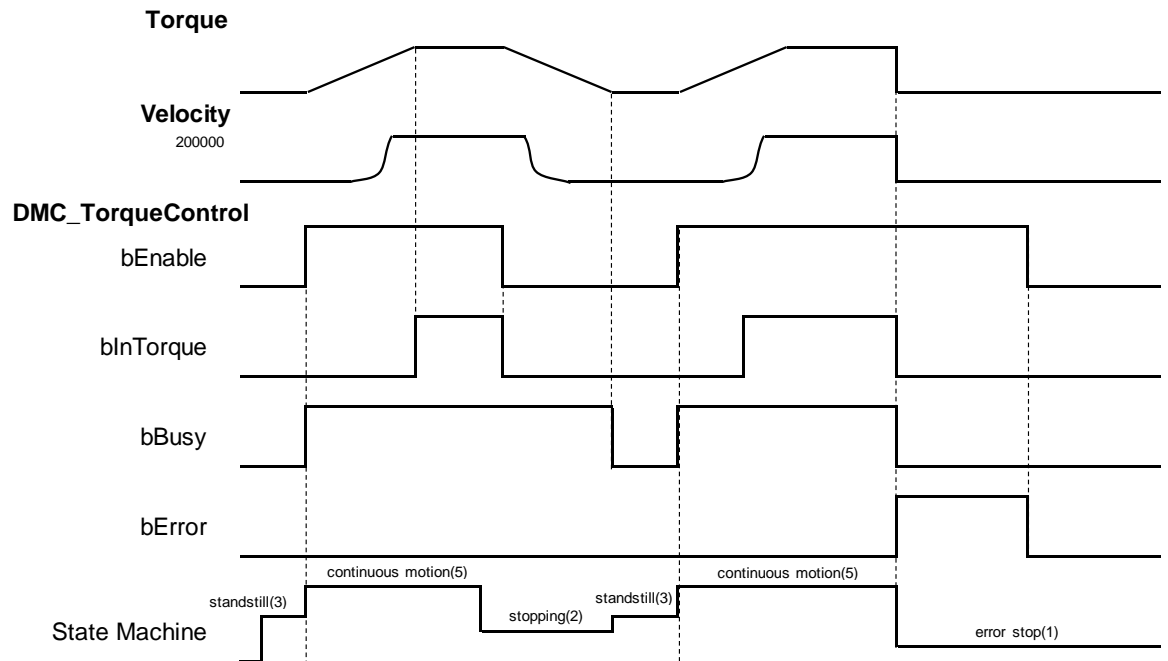 Torque
Velocity
200000
DMC_TorqueControl
bEnable
bInTorque
bBusy
bError
continuous motion(5)
continuous motion(5)
standstill(3)
standstill(3)
stopping(2)
State Machine
error stop(1)